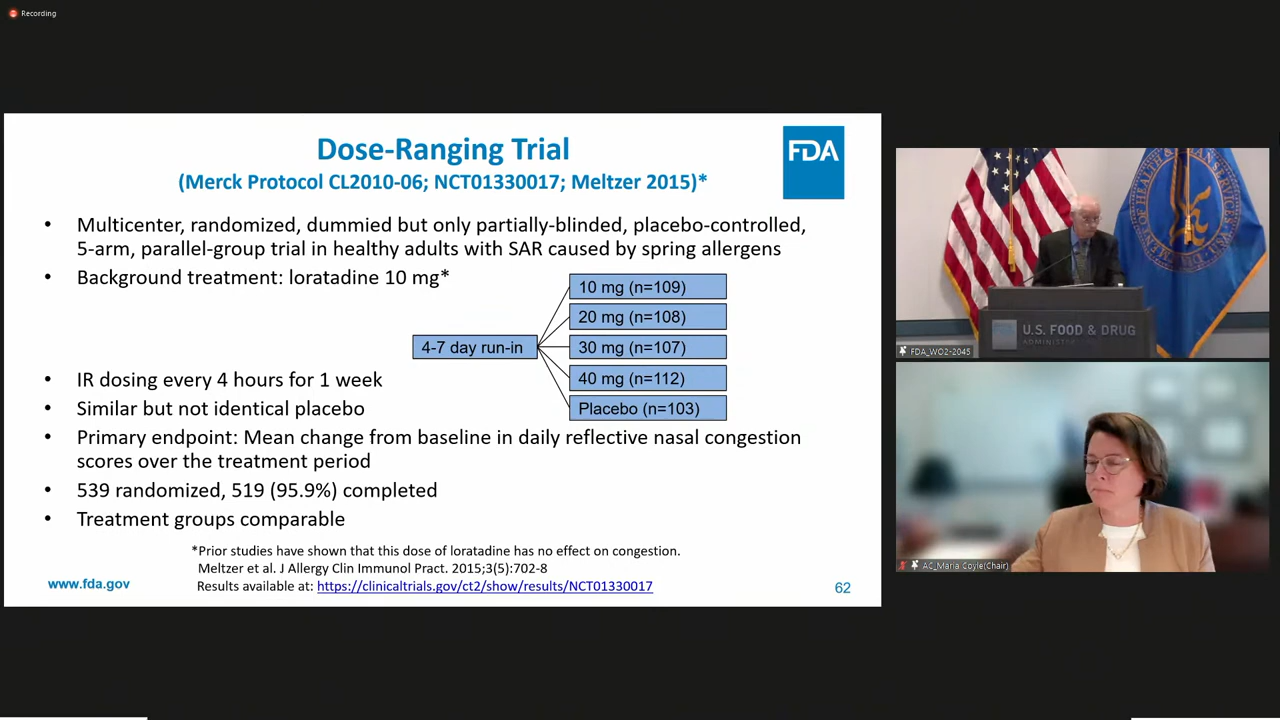 Recording
Dose-Ranging Trial
FDA
(Merck Protocol CL2010-06; NCT01330017; Meltzer 2015)*
• Multicenter, randomized, dummied but only partially-blinded, placebo-controlled,
5-arm, parallel-group trial in healthy adults with SAR caused by spring allergens
• Background treatment: loratadine 10 mg*
10 mg (n=109)
20 mg (n=108)
4-7 day run-in
30 mg (n=107)
40 mg (n=112)
Placebo (n=103)
• IR dosing every 4 hours for 1 week
• Similar but not identical placebo
• Primary endpoint: Mean change from baseline in daily reflective nasal congestion
scores over the treatment period
• 539 randomized, 519 (95.9%) completed
• Treatment groups comparable
*Prior studies have shown that this dose of loratadine has no effect on congestion.
Meltzer et al. J Allergy Clin Immunol Pract. 2015;3(5):702-8
Results available at: https://clinicaltrials.gov/ct2/show/results/NCT01330017
www.fda.gov
62
FDA
U.S. FOOD & DRUG
ADMINISTRATION
FDA_WO2-2045
AC_Maria Coyle(Chair)